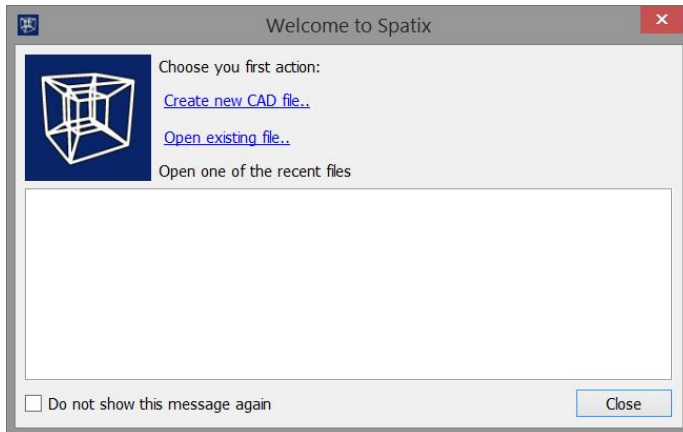 Welcome to Spatix
Choose you first action:
Create new CAD file..
Open existing file..
Open one of the recent files
Do not show this message again
Close